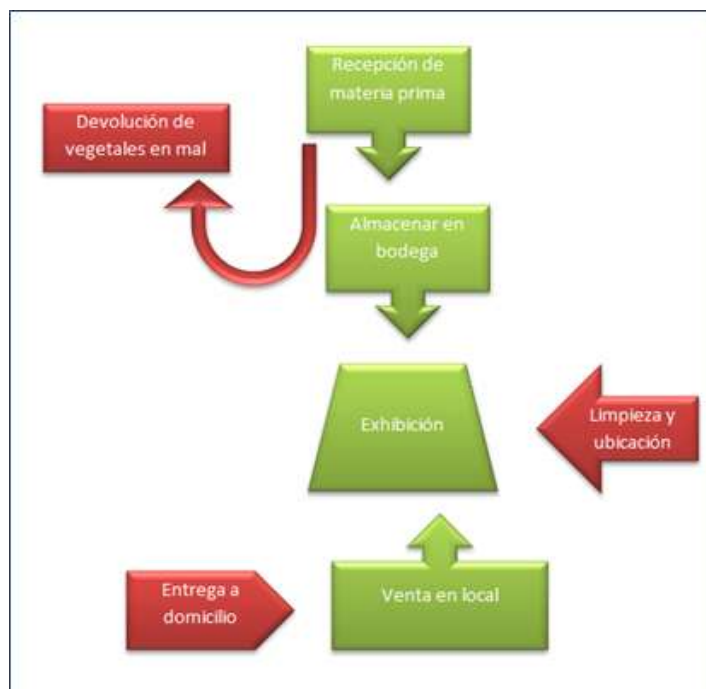 Recepción de
materia prima
Devolución de
vegetales en mal
Almacenar en
bodega
Exhibición
Limpieza y
ubicación
Entrega a
domicilio
Venta en local